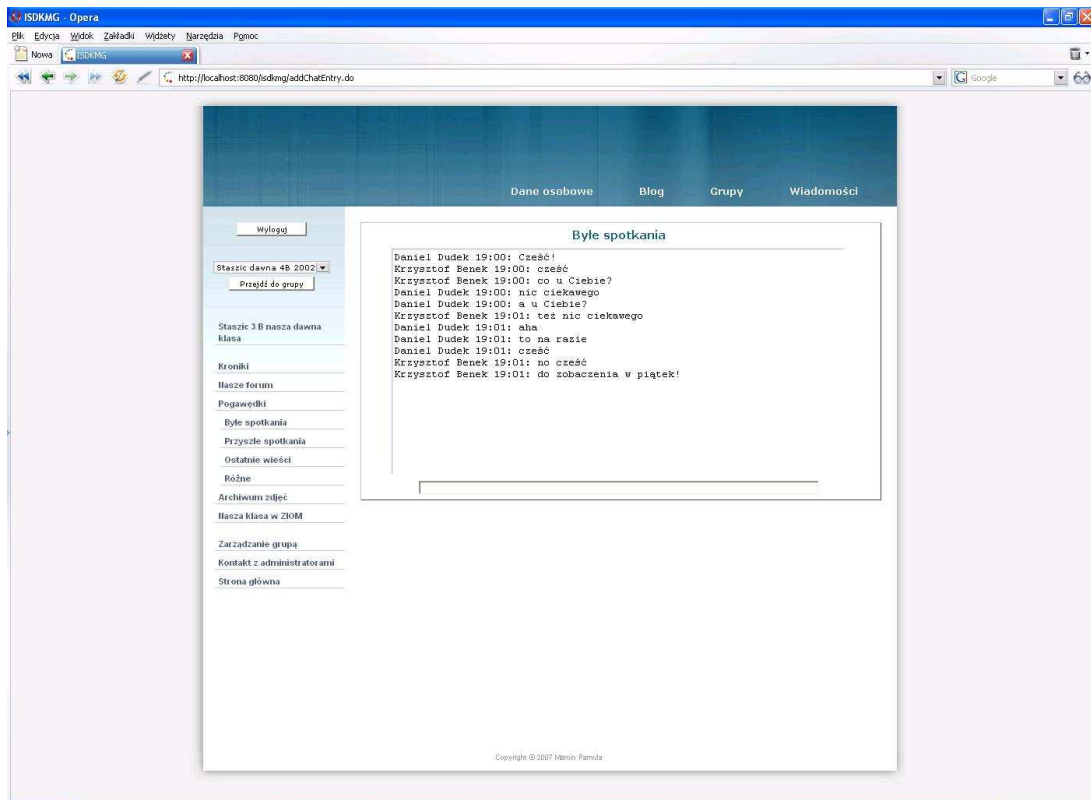 ISDKMG - Opera
Plik Edycja Widok Zakładki Widżety Narzędzia Pomoc
Nowa ISDKMG
http://localhost:8080/isdkmg/addChatEntry.do Google
Dane osobowe Blog Grupy Wiadomości
Wyloguj
Staszic dawna 4B 2002
Przejdź do grupy
Staszic 3 B nasza dawna
klasa
Kroniki
Nasze forum
Pogawędki
Byłe spotkania
Przyszłe spotkania
Ostatnie wieści
Różne
Archiwum zdjęć
Nasza klasa w ZIOM
Zarządzanie grupą
Kontakt z administratorami
Strona główna
Byłe spotkania
Daniel Dudek 19:00: Cześć!
Krzysztof Benek 19:00: cześć
Krzysztof Benek 19:00: co u Ciebie?
Daniel Dudek 19:00: nic ciekawego
Daniel Dudek 19:00: a u Ciebie?
Krzysztof Benek 19:01: też nic ciekawego
Daniel Dudek 19:01: aha
Daniel Dudek 19:01: to na razie
Daniel Dudek 19:01: cześć
Krzysztof Benek 19:01: no cześć
Krzysztof Benek 19:01: do zobaczenia w piątek!
Copyright © 2007 Marcin Pamuła